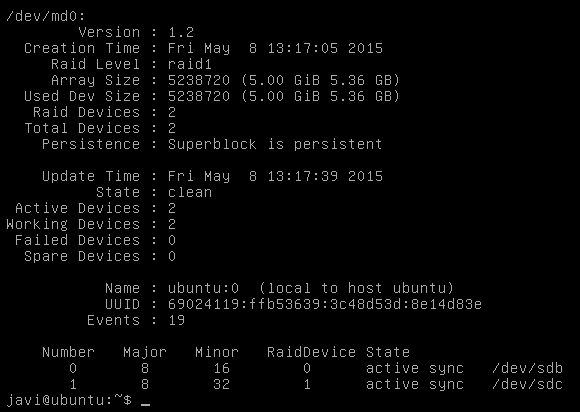 /dev/md0:
Version : 1.2
Creation Time : Fri May  8 13:17:05 2015
Raid Level : raid1
Array Size : 5238720 (5.00 GiB 5.36 GB)
Used Dev Size : 5238720 (5.00 GiB 5.36 GB)
Raid Devices : 2
Total Devices : 2
Persistence : Superblock is persistent
Update Time : Fri May  8 13:17:39 2015
State : clean
Active Devices : 2
Working Devices : 2
Failed Devices : 0
Spare Devices : 0
Name : ubuntu:0  (local to host ubuntu)
UUID : 69024119:ffb53639:3c48d53d:8e14d83e
Events : 19
Number   Major   Minor   RaidDevice State
0       8       16        0      active sync   /dev/sdb
1       8       32        1      active sync   /dev/sdc
javi@ubuntu:~$ _